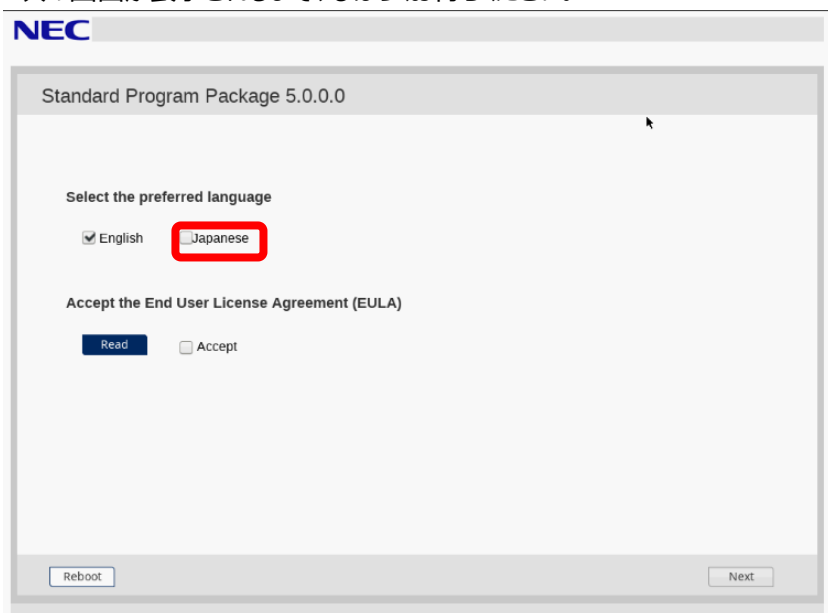 NEC
Standard Program Package 5.0.0.0
Select the preferred language
English Japanese
Accept the End User License Agreement (EULA)
Read Accept
Reboot Next